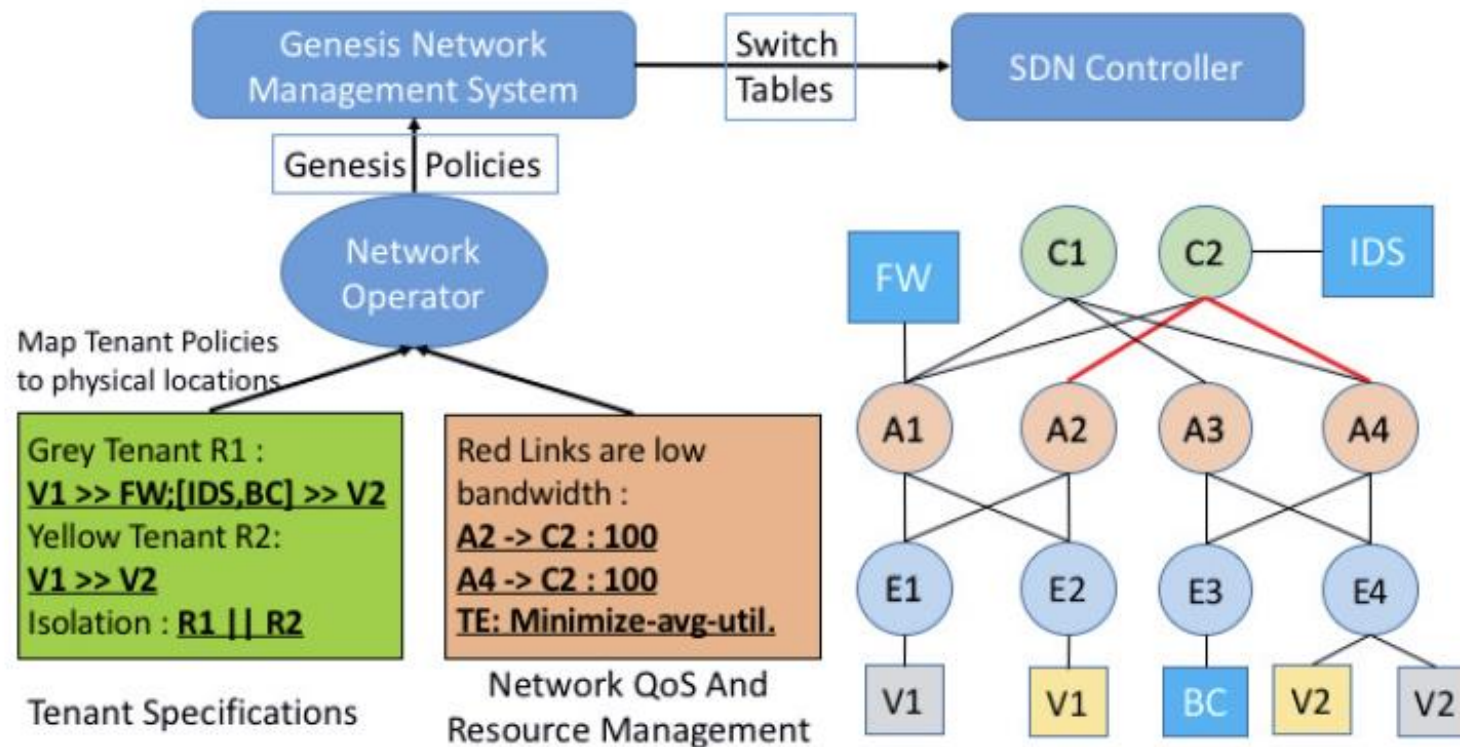 Genesis Network
Management System
Switch
Tables
SDN Controller
Genesis Policies
Network
Operator
Map Tenant Policies
to physical locations
Grey Tenant R1 :
V1 >> FW;[IDS,BC] >> V2
Yellow Tenant R2:
V1 >> V2
Isolation : R1 || R2
Tenant Specifications
Red Links are low
bandwidth :
A2 -> C2 : 100
A4 -> C2 : 100
TE: Minimize-avg-util.
Network QoS And
Resource Management
FW
C1
C2
IDS
A1
A2
A3
A4
E1
E2
E3
E4
V1
V1
BC
V2
V2